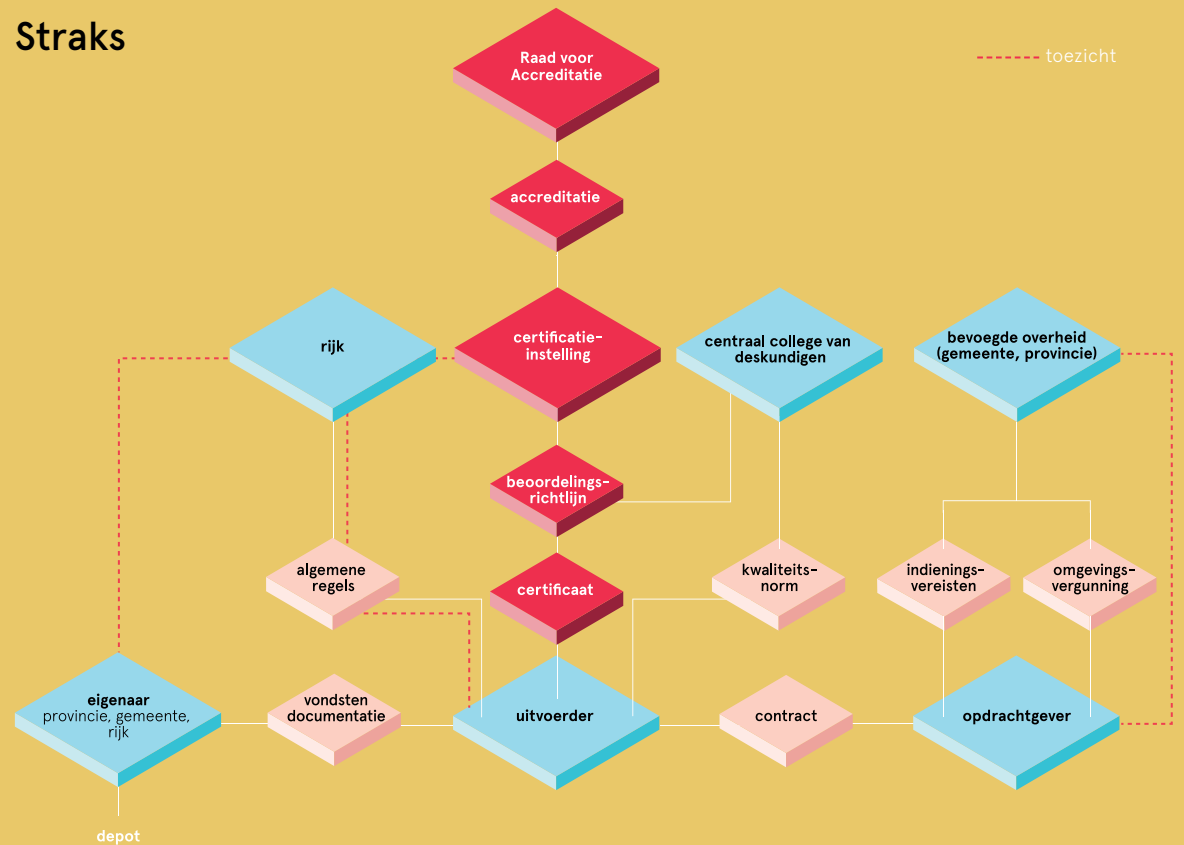 Straks
toezicht
Raad voor
Accreditatie
accreditatie
rijk
certificatie-
instelling
centraal college van
deskundigen
bevoegde overheid
(gemeente, provincie)
beoordelings-
richtlijn
algemene
regels
certificaat
kwaliteits-
norm
indienings-
vereisten
omgevings-
vergunning
eigenaar
provincie, gemeente,
rijk
vondsten
documentatie
uitvoerder
contract
opdrachtgever
depot